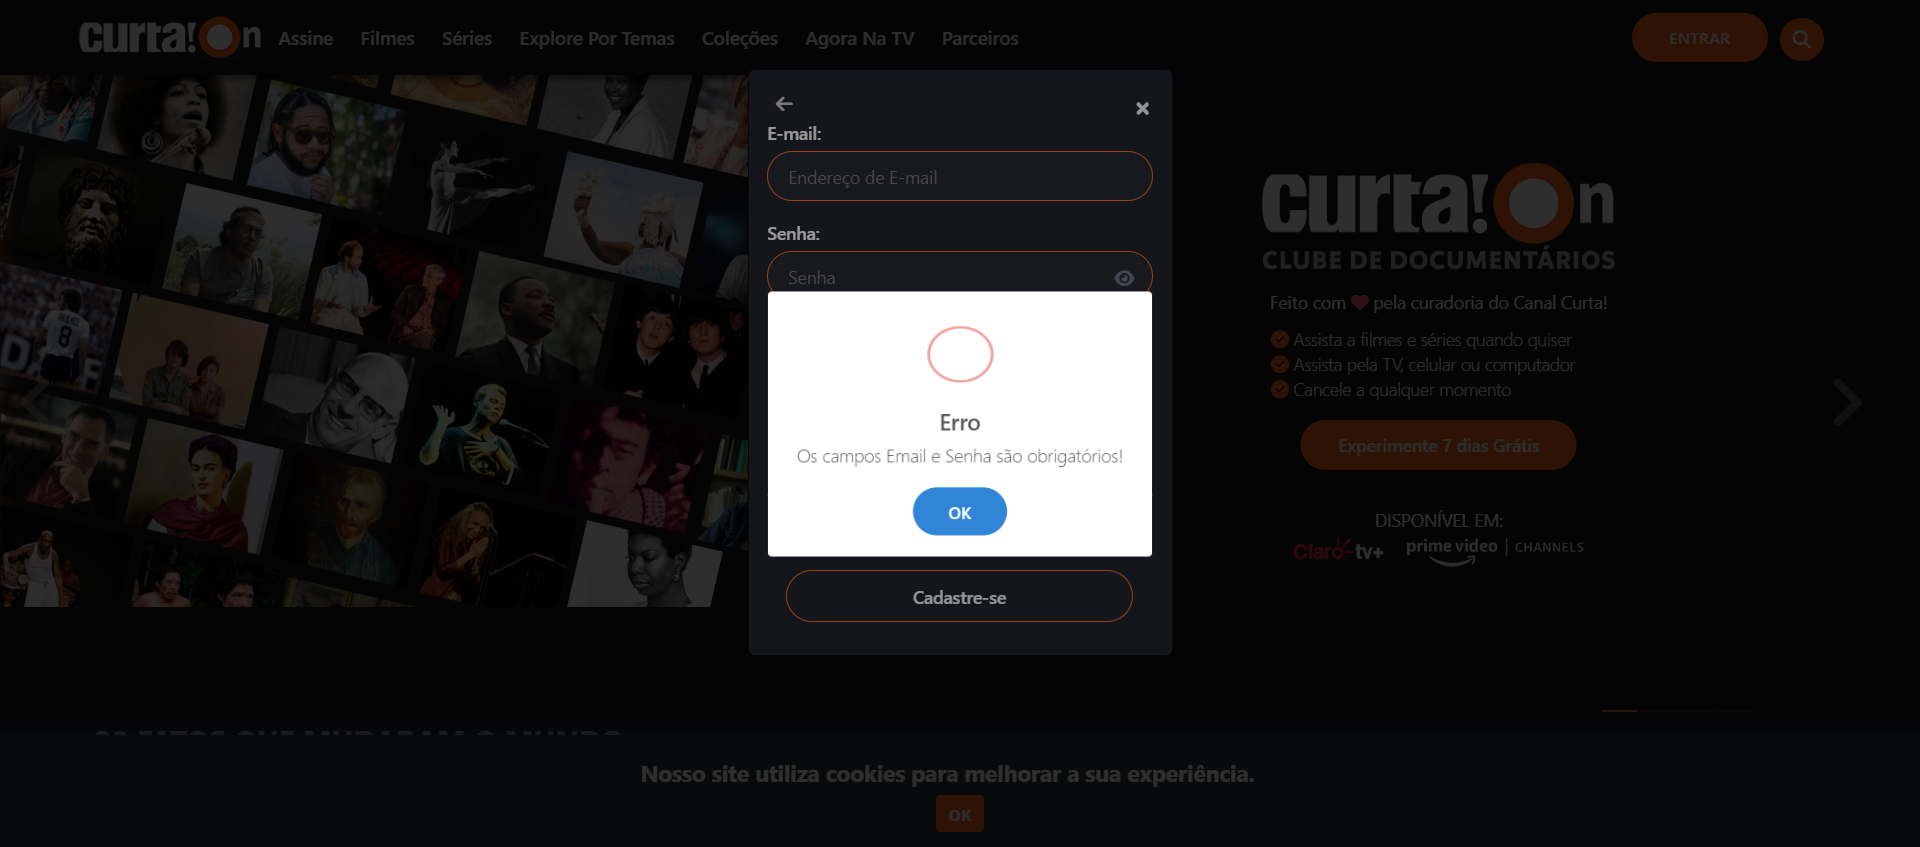 curta!On
Assine
Filmes
Séries
Explore Por Temas
Coleções
Agora Na TV
Parceiros
ENTRAR
E-mail:
Endereço de E-mail
Senha:
Senha
Erro
Os campos Email e Senha são obrigatórios!
OK
Cadastre-se
curta!On
CLUBE DE DOCUMENTÁRIOS
Feito com pela curadoria do Canal Curta!
Assista a filmes e séries quando quiser
Assista pela TV, celular ou computador
Cancele a qualquer momento
Experimente 7 dias Grátis
DISPONÍVEL EM:
Claro-tv+
prime video | CHANNELS
Nosso site utiliza cookies para melhorar a sua experiência.
OK